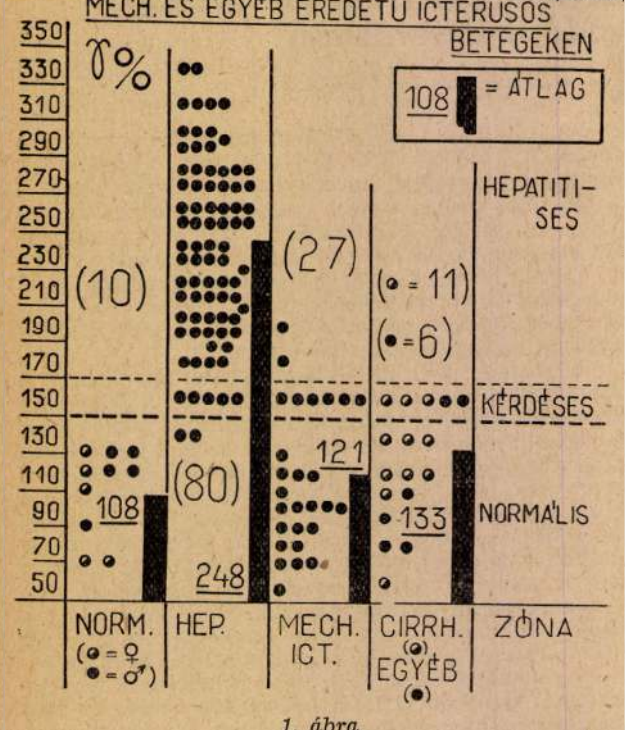 MECH. ÉS EGYÉB EREDETŰ ICTERUSOS
BETEGEKEN
γ%
108 = ÁTLAG
350
330
310
290
270
250
230
210
190
170
150
130
110
90
70
50
(10)
108
(80)
248
(27)
121
(◕ = 11)
(● = 6)
133
HEPATITI-
SES
KÉRDÉSES
NORMÁLIS
NORM.
(◕ = ♀
● = ♂)
HEP.
MECH.
ICT.
CIRRH.
(◕)
EGYÉB
(●)
ZÓNA
1. ábra